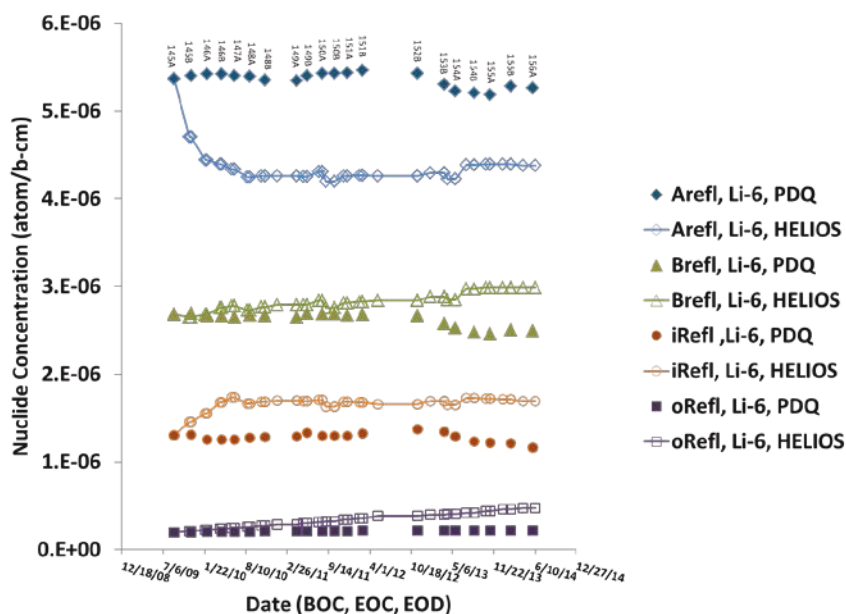 6.E-06
5.E-06
4.E-06
3.E-06
2.E-06
1.E-06
0.E+00
Nuclide Concentration (atom/b-cm)
145A
145B
146A
146B
147A
148A
148B
149A
149B
150A
150B
151A
151B
152B
153B
154A
154B
155A
155B
156A
12/18/08
7/6/09
1/22/10
8/10/10
2/26/11
9/14/11
4/1/12
10/18/12
5/6/13
11/22/13
6/10/14
12/27/14
Date (BOC, EOC, EOD)
Arefl, Li-6, PDQ
Arefl, Li-6, HELIOS
Brefl, Li-6, PDQ
Brefl, Li-6, HELIOS
iRefl ,Li-6, PDQ
iRefl, Li-6, HELIOS
oRefl, Li-6, PDQ
oRefl, Li-6, HELIOS